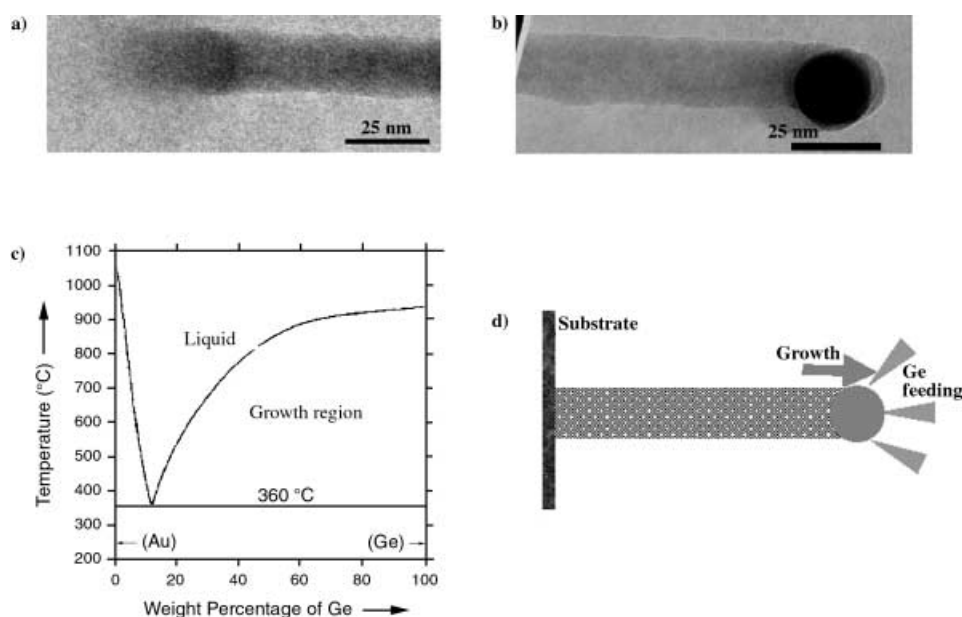 a)
25 nm
b)
25 nm
c)
1100
1000
900
800
700
600
500
400
300
200
Temperature (°C)
Liquid
Growth region
360 °C
(Au)
(Ge)
0
20
40
60
80
100
Weight Percentage of Ge
d)
Substrate
Growth
Ge
feeding